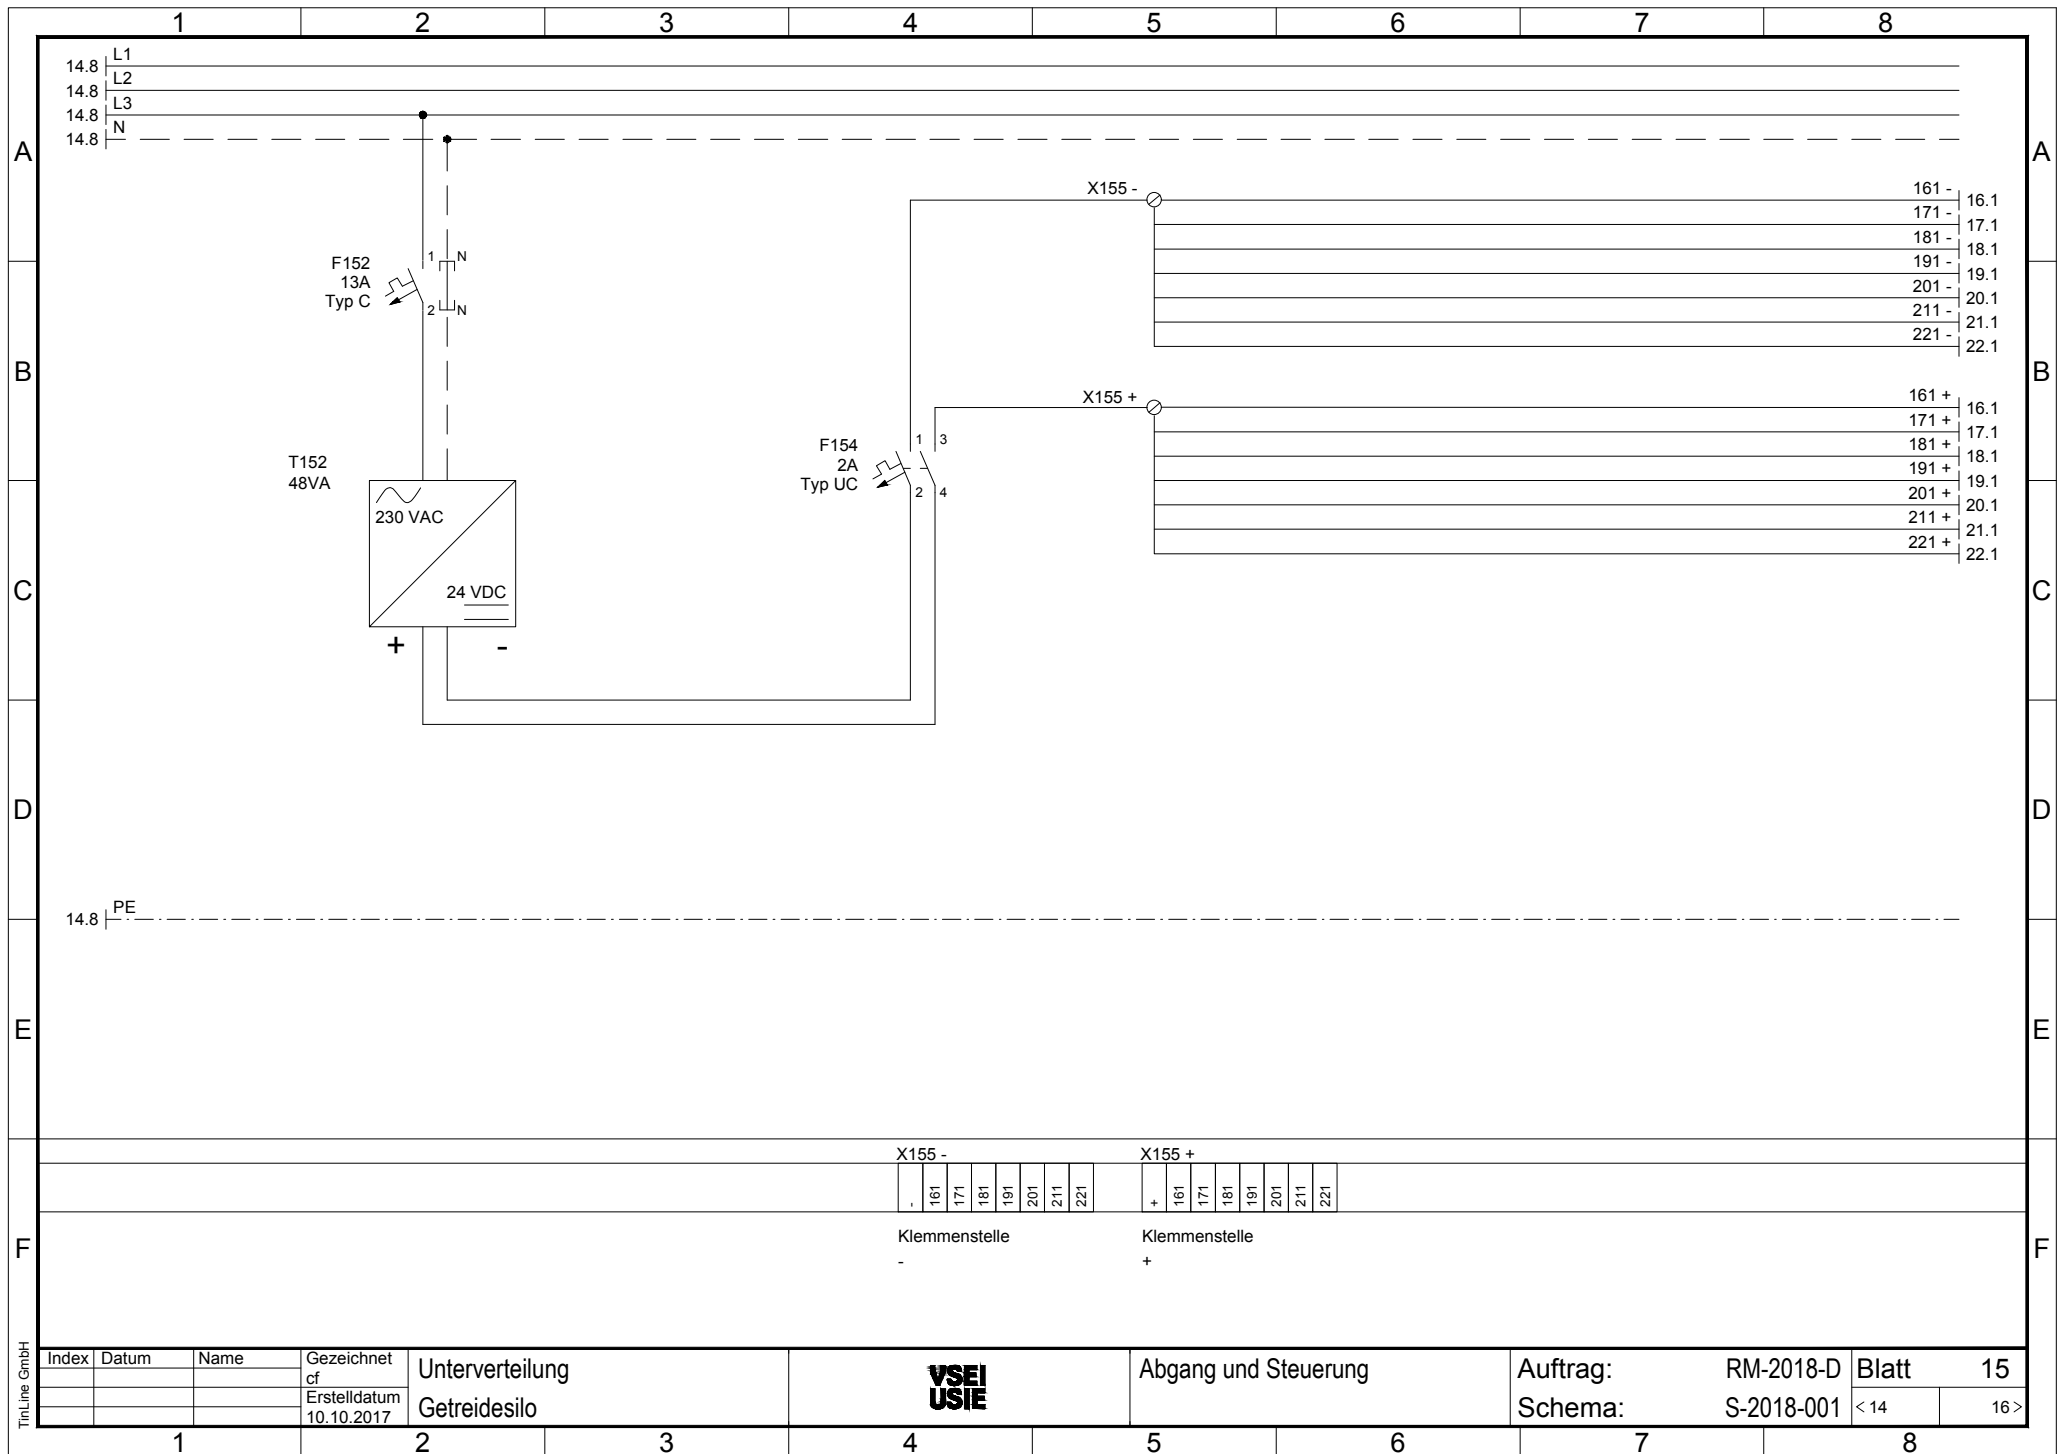 1 2 3 4 5 6 7 8
L1
14.8
L2
14.8
L3
14.8
N
14.8
A A
X155 -
161 -
16.1
171 -
17.1
181 -
18.1
191 -
19.1
201 -
20.1
211 -
21.1
221 -
22.1
F152
13A
Typ C
1 N
2 N
B B
X155 +
161 +
16.1
171 +
17.1
181 +
18.1
191 +
19.1
201 +
20.1
211 +
21.1
221 +
22.1
F154
2A
Typ UC
1 3
2 4
T152
48VA
230 VAC
24 VDC
+ -
C C
D D
PE
14.8
E E
X155 - X155 +
- 161 171 181 191 201 211 221
+ 161 171 181 191 201 211 221
Klemmenstelle Klemmenstelle
- +
F F
TinLine GmbH
Index Datum Name
Gezeichnet
cf
Erstelldatum
10.10.2017
Unterverteilung
Getreidesilo
VSEI
USIE
Abgang und Steuerung
Auftrag: RM-2018-D
Schema: S-2018-001
Blatt 15
< 14 16 >
1 2 3 4 5 6 7 8